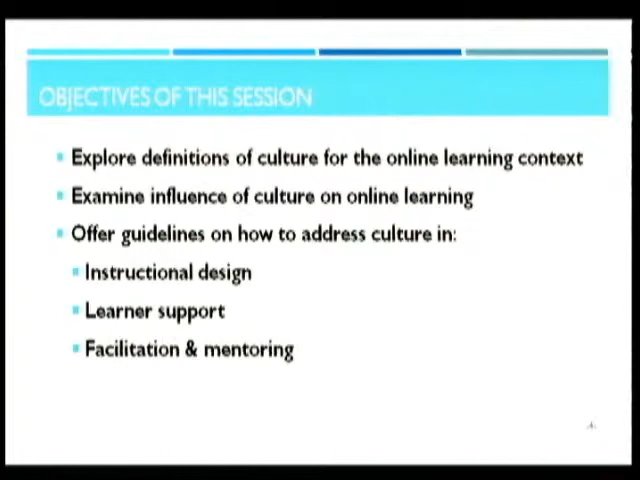 OBJECTIVES OF THIS SESSION
Explore definitions of culture for the online learning context
Examine influence of culture on online learning
Offer guidelines on how to address culture in:
Instructional design
Learner support
Facilitation & mentoring